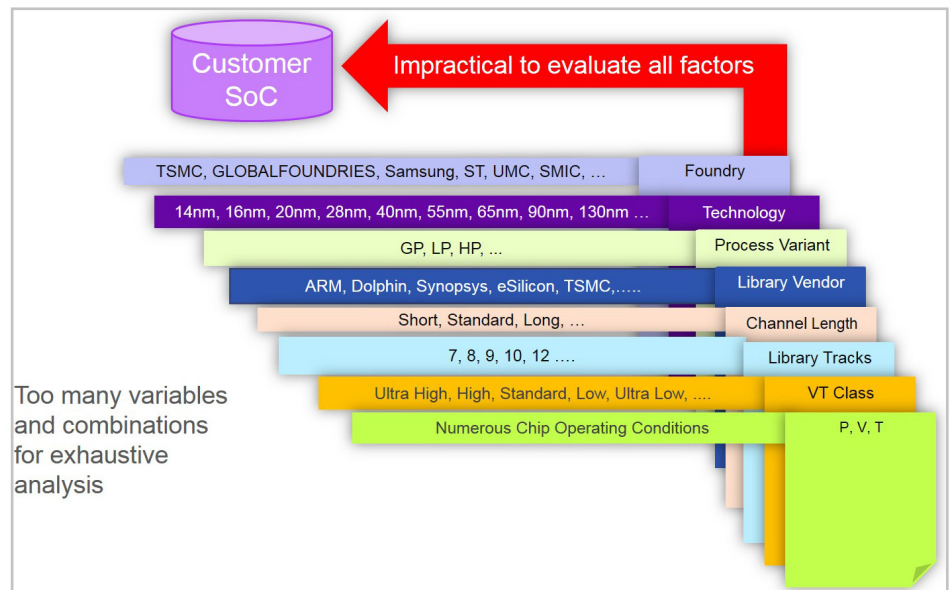 Customer
SoC
Impractical to evaluate all factors
TSMC, GLOBALFOUNDRIES, Samsung, ST, UMC, SMIC, …
Foundry
14nm, 16nm, 20nm, 28nm, 40nm, 55nm, 65nm, 90nm, 130nm …
Technology
GP, LP, HP, ...
Process Variant
ARM, Dolphin, Synopsys, eSilicon, TSMC,…..
Library Vendor
Short, Standard, Long, …
Channel Length
7, 8, 9, 10, 12 ….
Library Tracks
Ultra High, High, Standard, Low, Ultra Low, ....
VT Class
Numerous Chip Operating Conditions
P, V, T
Too many variables
and combinations
for exhaustive
analysis